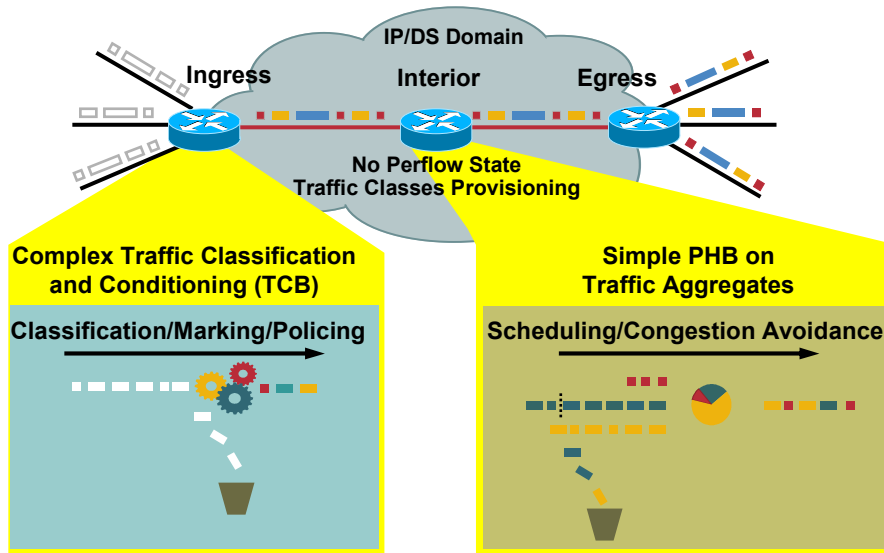 IP/DS Domain
Ingress
Interior
Egress
No Perflow State
Traffic Classes Provisioning
Complex Traffic Classification
and Conditioning (TCB)
Classification/Marking/Policing
Simple PHB on
Traffic Aggregates
Scheduling/Congestion Avoidance